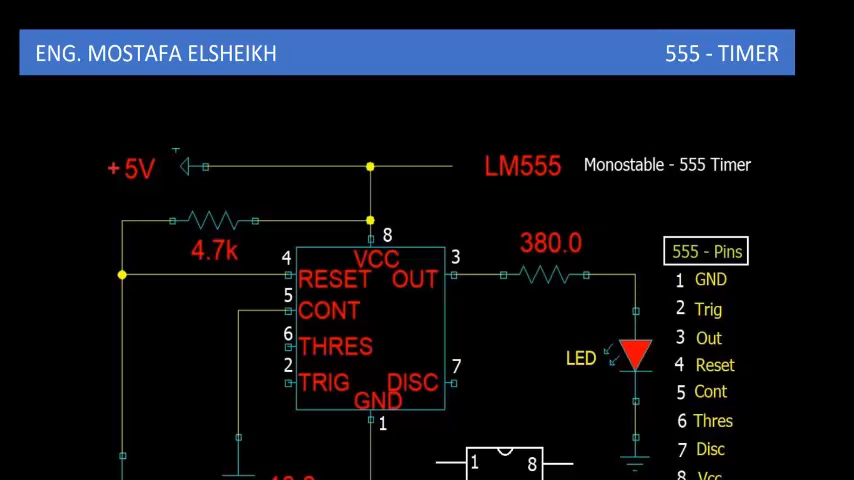 ENG. MOSTAFA ELSHEIKH 555 - TIMER
+5V LM555 Monostable - 555 Timer
4.7k 8 380.0
4 VCC 3
RESET OUT
5 CONT
6 THRES
2 TRIG DISC 7
GND 1
LED
555 - Pins
1 GND
2 Trig
3 Out
4 Reset
5 Cont
6 Thres
7 Disc
8 Vcc
1 8